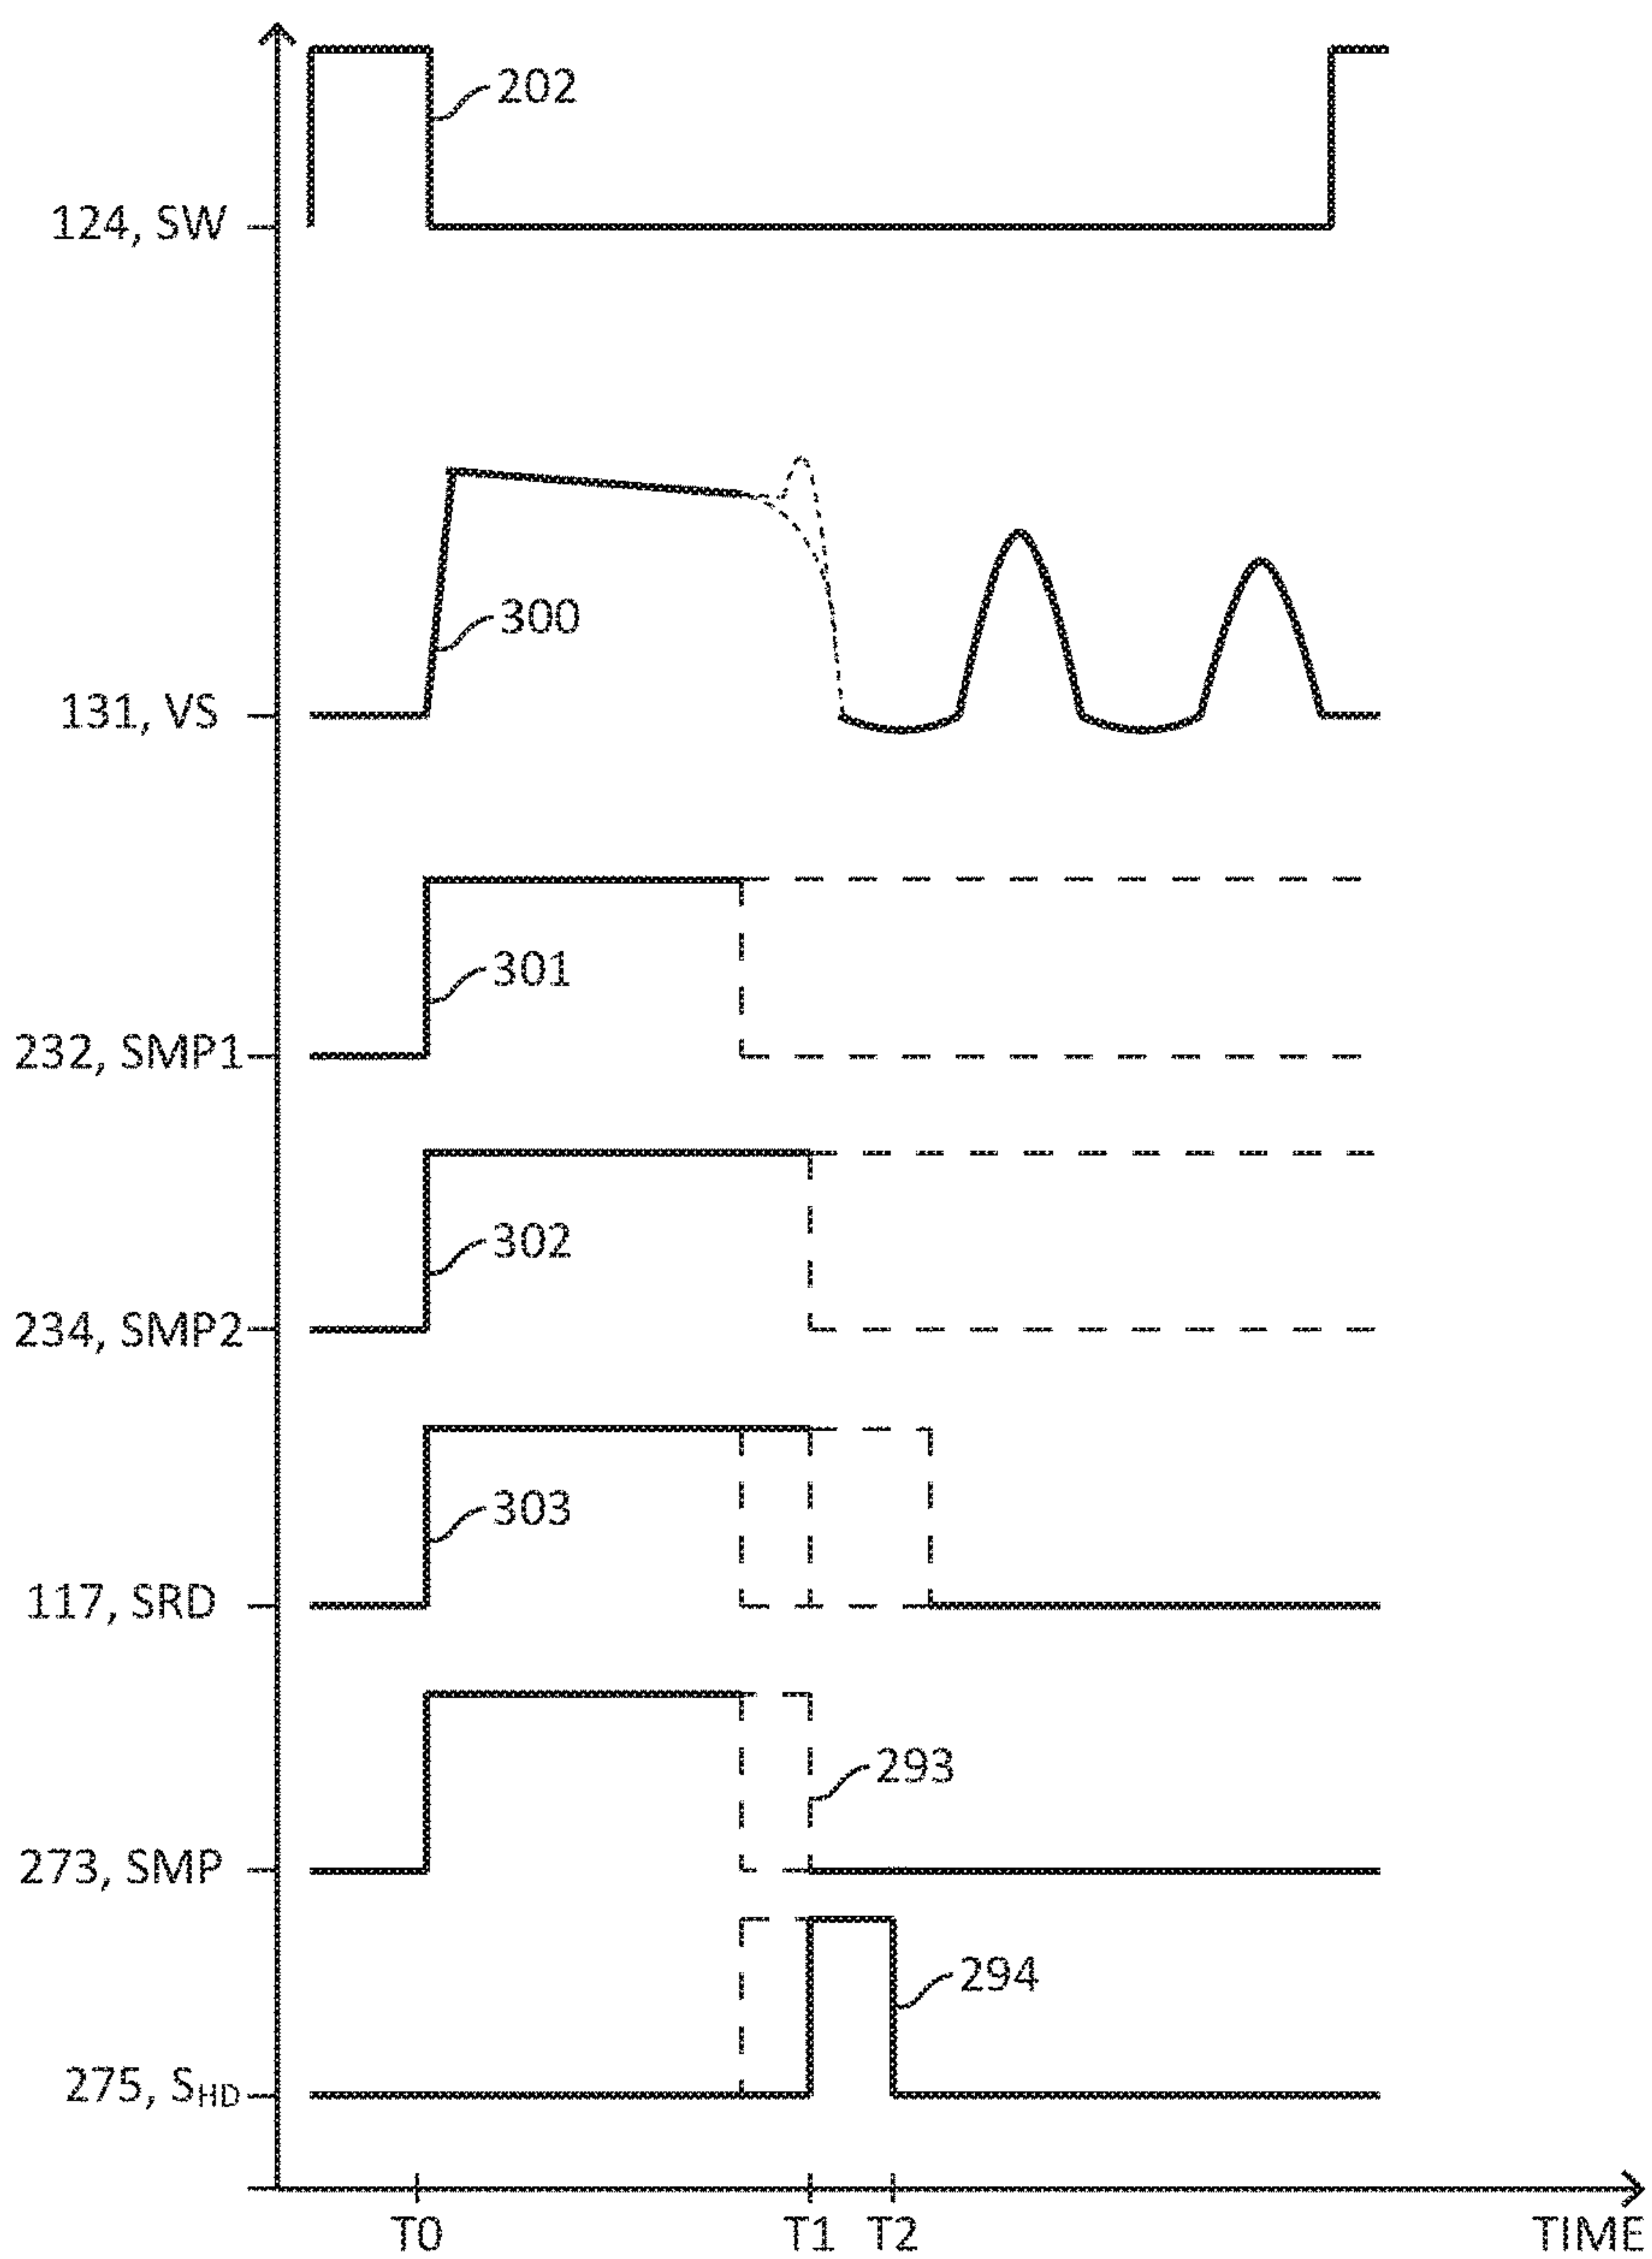 202
124, SW
300
131, VS
301
232, SMP1
302
234, SMP2
303
117, SRD
293
273, SMP
294
275, SHD
T0 T1 T2 TIME